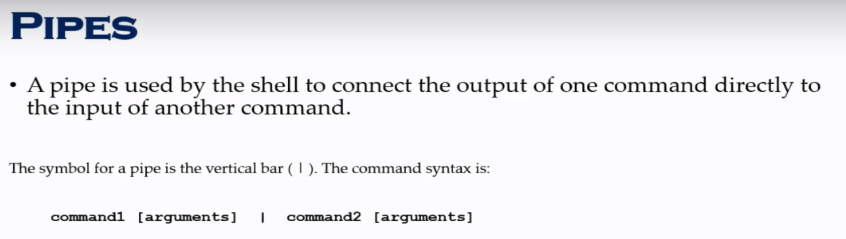 PIPES
• A pipe is used by the shell to connect the output of one command directly to
the input of another command.
The symbol for a pipe is the vertical bar ( | ). The command syntax is:
command1 [arguments] | command2 [arguments]